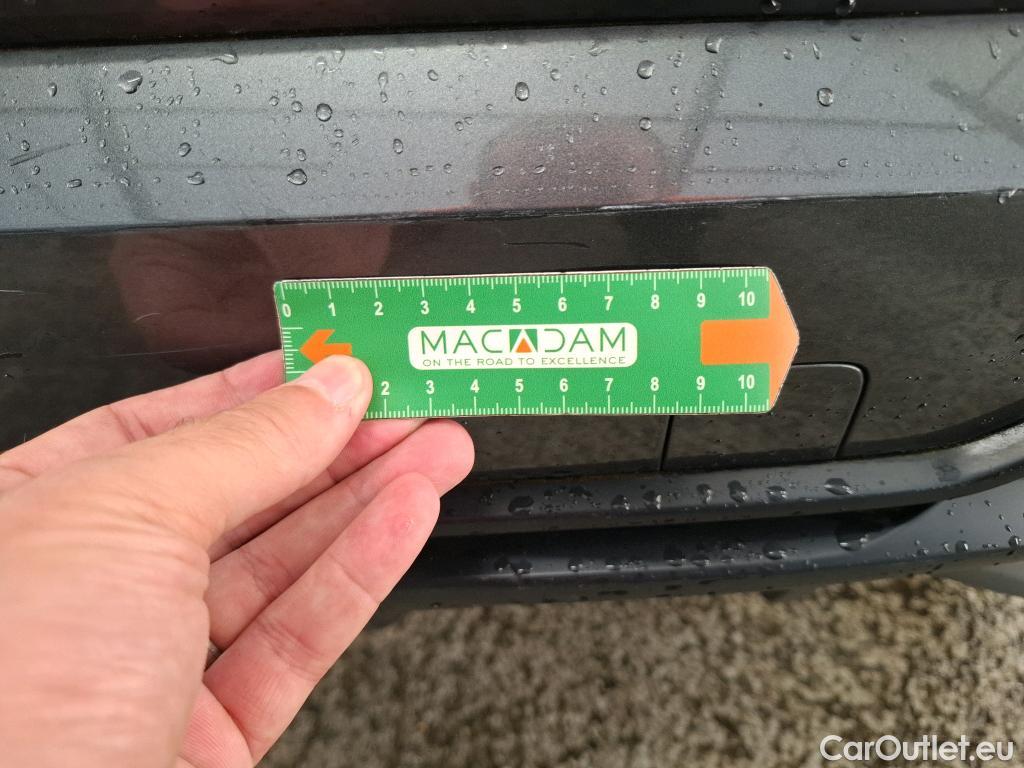 0 1 2 3 4 5 6 7 8 9 10
MACADAM
ON THE ROAD TO EXCELLENCE
2 3 4 5 6 7 8 9 10
CarOutlet.eu